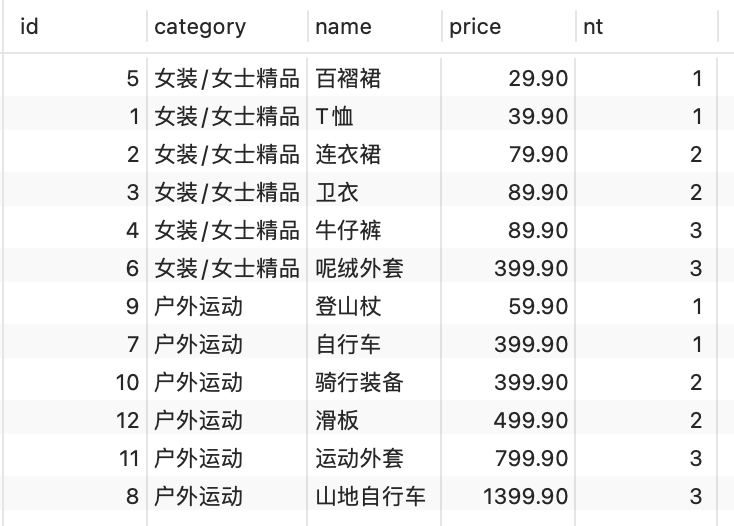 id category name price nt
5 女装/女士精品 百褶裙 29.90 1
1 女装/女士精品 T恤 39.90 1
2 女装/女士精品 连衣裙 79.90 2
3 女装/女士精品 卫衣 89.90 2
4 女装/女士精品 牛仔裤 89.90 3
6 女装/女士精品 呢绒外套 399.90 3
9 户外运动 登山杖 59.90 1
7 户外运动 自行车 399.90 1
10 户外运动 骑行装备 399.90 2
12 户外运动 滑板 499.90 2
11 户外运动 运动外套 799.90 3
8 户外运动 山地自行车 1399.90 3